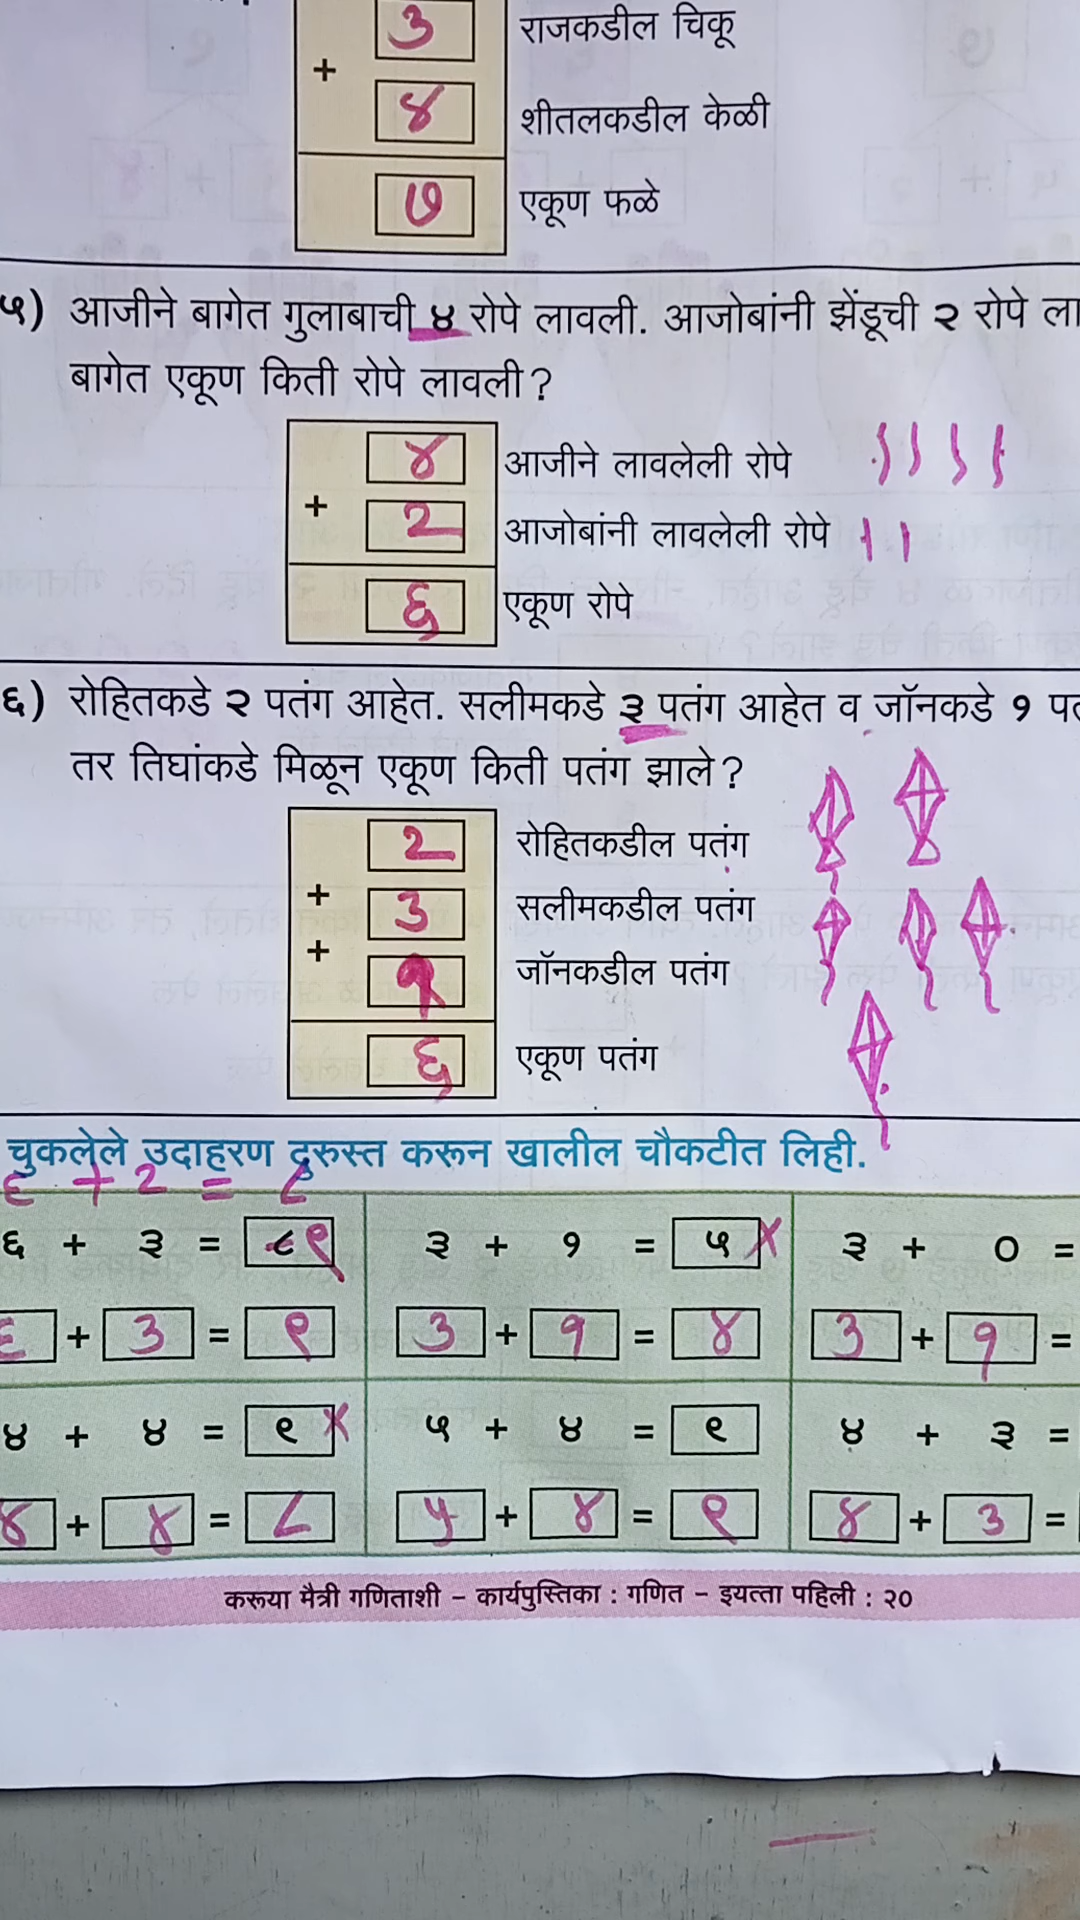 ३ राजकडील चिकू
+
४ शीतलकडील केळी
७ एकूण फळे
५) आजीने बागेत गुलाबाची ४ रोपे लावली. आजोबांनी झेंडूची २ रोपे ला
बागेत एकूण किती रोपे लावली?
४ आजीने लावलेली रोपे
+
२ आजोबांनी लावलेली रोपे
६ एकूण रोपे
६) रोहितकडे २ पतंग आहेत. सलीमकडे ३ पतंग आहेत व जॉनकडे १
तर तिघांकडे मिळून एकूण किती पतंग झाले?
२ रोहितकडील पतंग
+
३ सलीमकडील पतंग
+
१ जॉनकडील पतंग
६ एकूण पतंग
चुकलेले उदाहरण दुरुस्त करून खालील चौकटीत लिही.
६ + २ = ८
६ + ३ = ८ ९ ३ + १ = ५ x ३ + ० =
६ + ३ = ९ ३ + १ = ४ ३ + १ =
४ + ४ = ९ x ५ + ४ = ९ ४ + ३ =
४ + ४ = ८ ५ + ४ = ९ ४ + ३ =
करूया मैत्री गणिताशी – कार्यपुस्तिका : गणित – इयत्ता पहिली : २०